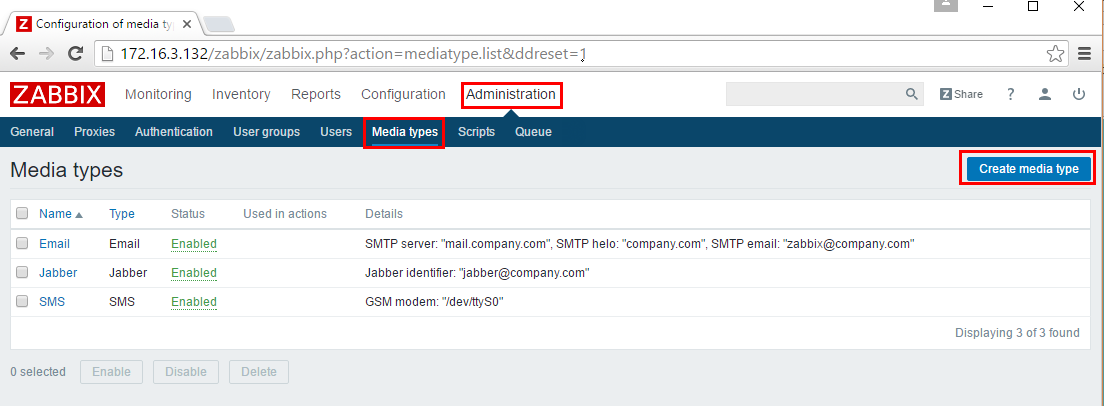 Z Configuration of media ty
172.16.3.132/zabbix/zabbix.php?action=mediatype.list&ddreset=1
ZABBIX Monitoring Inventory Reports Configuration Administration Z Share ?
General Proxies Authentication User groups Users Media types Scripts Queue
Media types Create media type
Name Type Status Used in actions Details
Email Email Enabled SMTP server: "mail.company.com", SMTP helo: "company.com", SMTP email: "zabbix@company.com"
Jabber Jabber Enabled Jabber identifier: "jabber@company.com"
SMS SMS Enabled GSM modem: "/dev/ttyS0"
Displaying 3 of 3 found
0 selected Enable Disable Delete